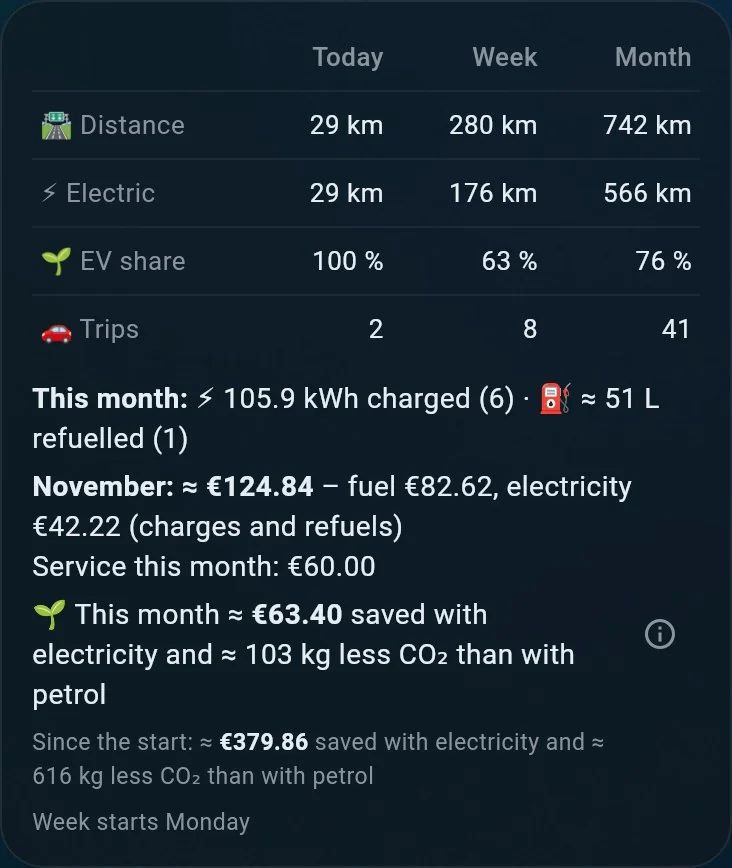 Today Week Month
🛣️ Distance 29 km 280 km 742 km
⚡ Electric 29 km 176 km 566 km
🌱 EV share 100 % 63 % 76 %
🚗 Trips 2 8 41
This month: ⚡ 105.9 kWh charged (6) · ⛽ ≈ 51 L
refuelled (1)
November: ≈ €124.84 – fuel €82.62, electricity
€42.22 (charges and refuels)
Service this month: €60.00
🌱 This month ≈ €63.40 saved with
electricity and ≈ 103 kg less CO₂ than with
petrol
Since the start: ≈ €379.86 saved with electricity and ≈
616 kg less CO₂ than with petrol
Week starts Monday